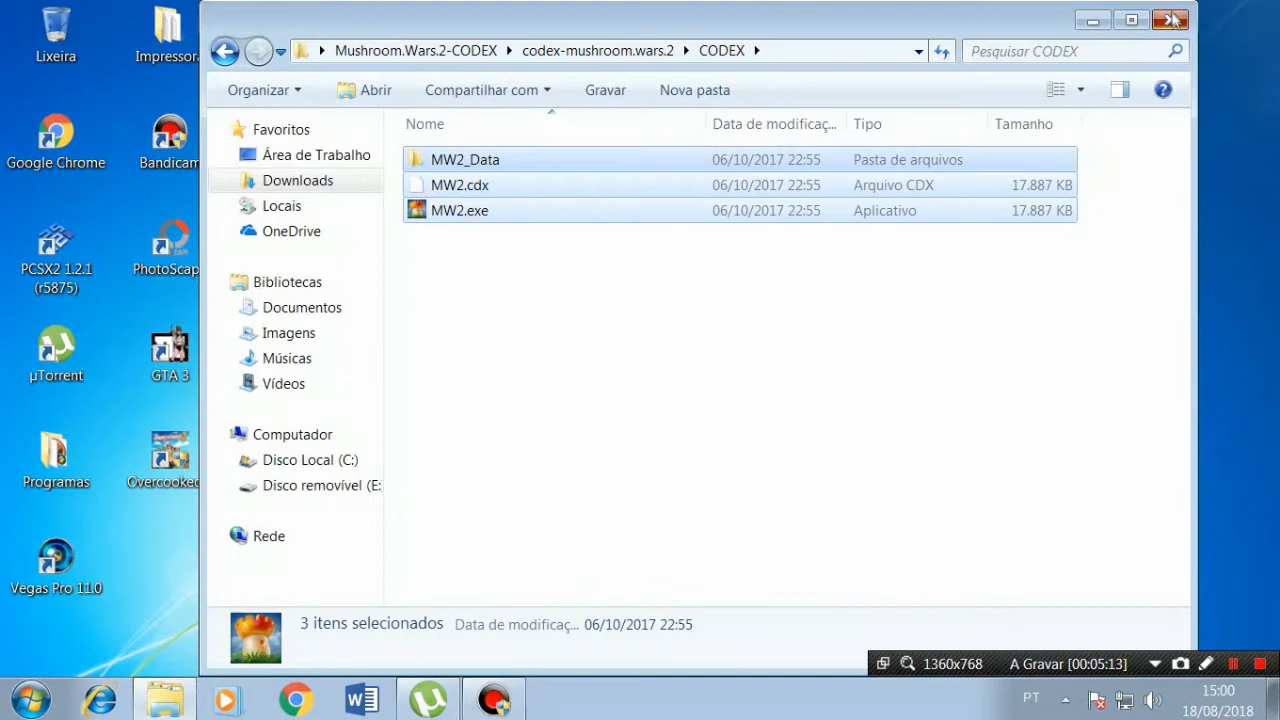 Lixeira
Impressor
Google Chrome
Bandicam
PCSX2 1.2.1
(r5875)
PhotoScap
µTorrent
GTA 3
Programas
Overcooked
Vegas Pro 11.0
Mushroom.Wars.2-CODEX
codex-mushroom.wars.2
CODEX
Pesquisar CODEX
Organizar
Abrir
Compartilhar com
Gravar
Nova pasta
Favoritos
Área de Trabalho
Downloads
Locais
OneDrive
Bibliotecas
Documentos
Imagens
Músicas
Vídeos
Computador
Disco Local (C:)
Disco removível (E:
Rede
Nome Data de modificaç... Tipo Tamanho
MW2_Data 06/10/2017 22:55 Pasta de arquivos
MW2.cdx 06/10/2017 22:55 Arquivo CDX 17.887 KB
MW2.exe 06/10/2017 22:55 Aplicativo 17.887 KB
3 itens selecionados Data de modificaç... 06/10/2017 22:55
1360x768 A Gravar [00:05:13]
PT
15:00
18/08/2018